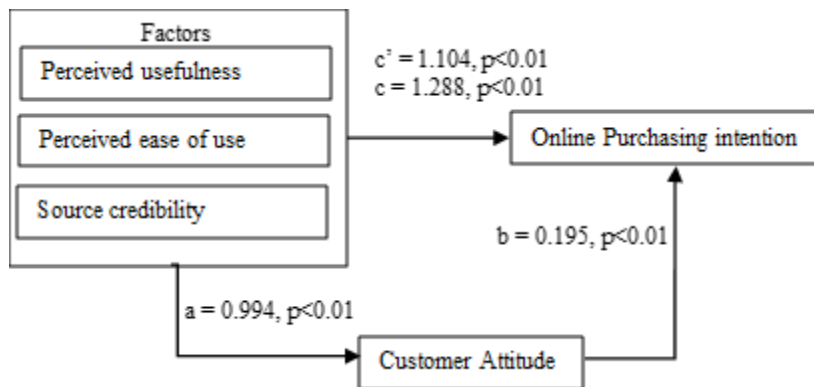 Factors
Perceived usefulness
Perceived ease of use
Source credibility
c’ = 1.104, p<0.01
c = 1.288, p<0.01
Online Purchasing intention
b = 0.195, p<0.01
a = 0.994, p<0.01
Customer Attitude